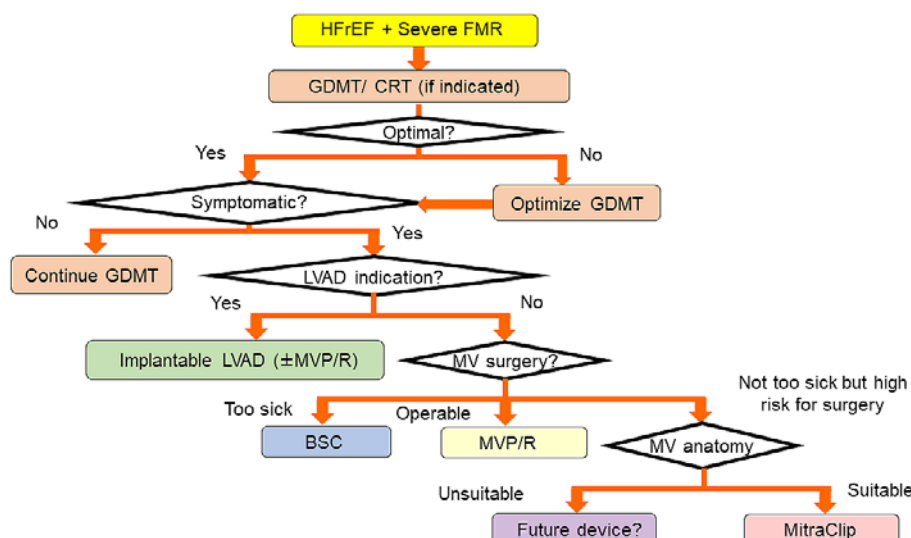 HFrEF + Severe FMR
GDMT/ CRT (if indicated)
Optimal?
Yes
No
Symptomatic?
Optimize GDMT
No
Yes
Continue GDMT
LVAD indication?
Yes
No
Implantable LVAD (±MVP/R)
MV surgery?
Not too sick but high
risk for surgery
Too sick
Operable
BSC
MVP/R
MV anatomy
Unsuitable
Suitable
Future device?
MitraClip